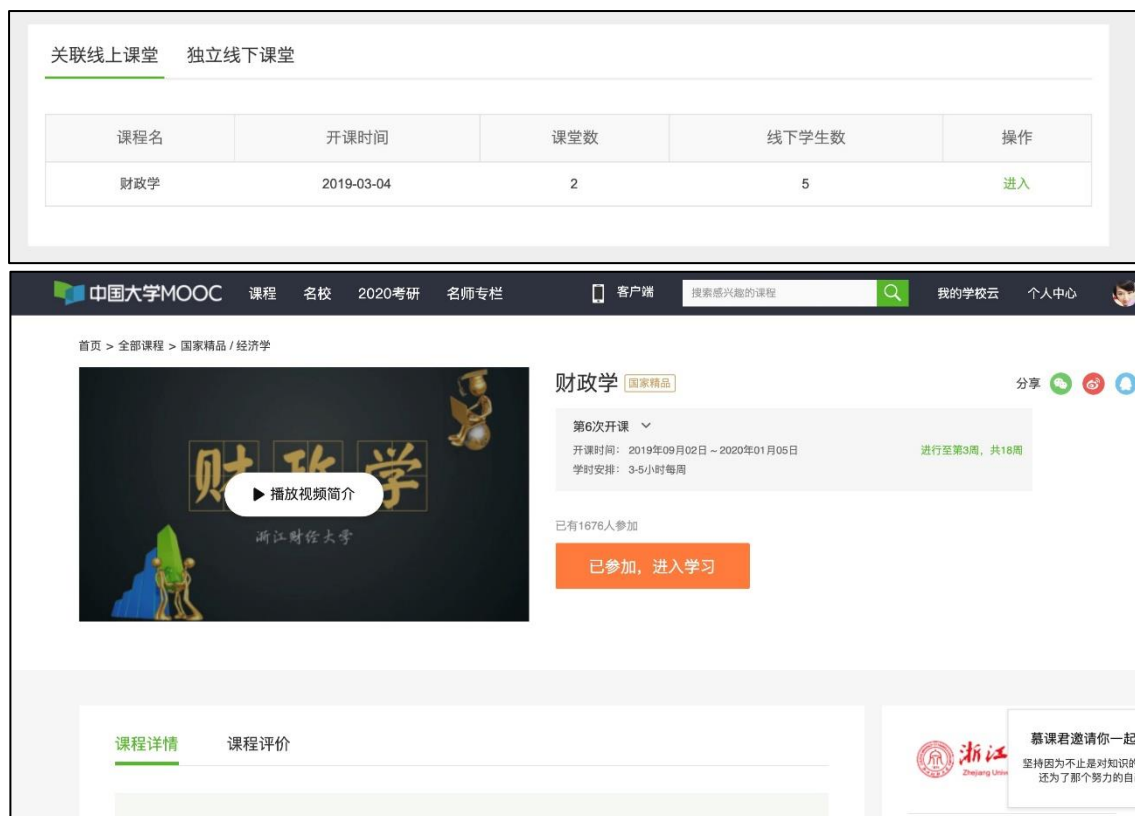 关联线上课堂 独立线下课堂
课程名 开课时间 课堂数 线下学生数 操作
财政学 2019-03-04 2 5 进入
中国大学MOOC 课程 名校 2020考研 名师专栏 客户端 搜索感兴趣的课程 我的学校云 个人中心
首页 > 全部课程 > 国家精品 / 经济学
财政学
播放视频简介
浙江财经大学
财政学 国家精品 分享
第6次开课
开课时间： 2019年09月02日 ~ 2020年01月05日 进行至第3周，共18周
学时安排： 3-5小时每周
已有1676人参加
已参加，进入学习
课程详情 课程评价
浙江
Zhejiang Univ
慕课君邀请你一起
坚持因为不止是对知识的
还为了那个努力的自